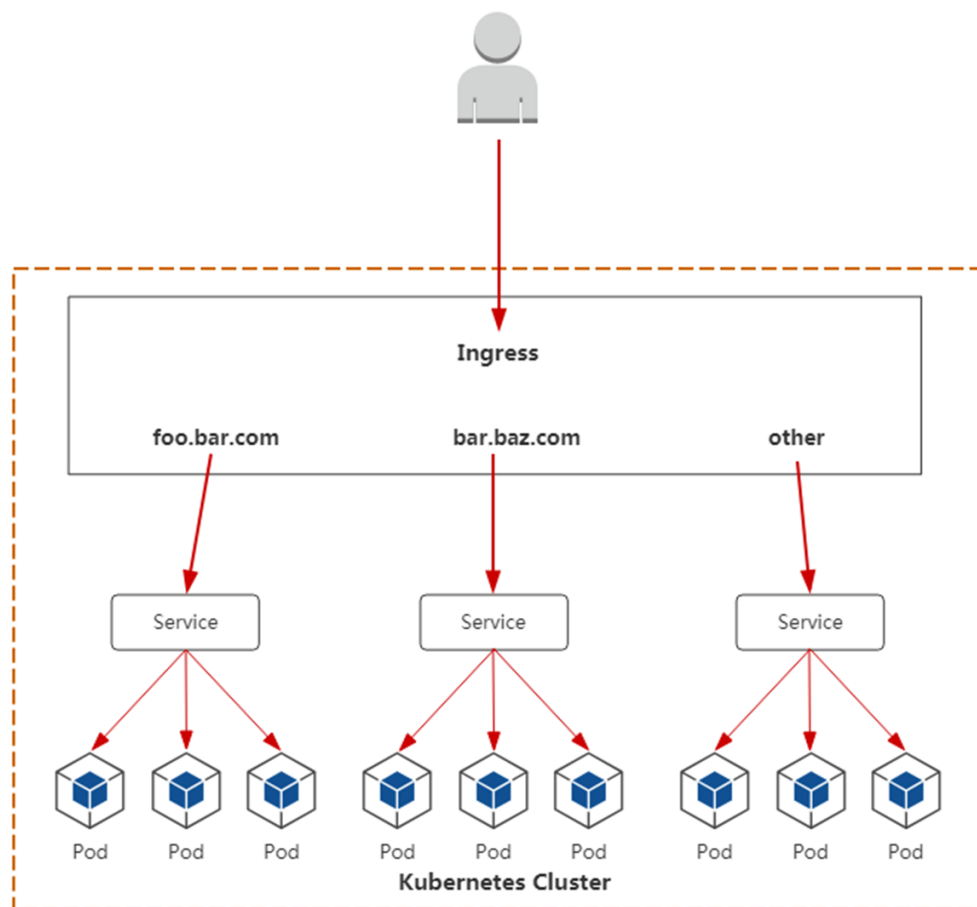 Ingress
foo.bar.com bar.baz.com other
Service Service Service
Pod Pod Pod Pod Pod Pod Pod Pod Pod
Kubernetes Cluster